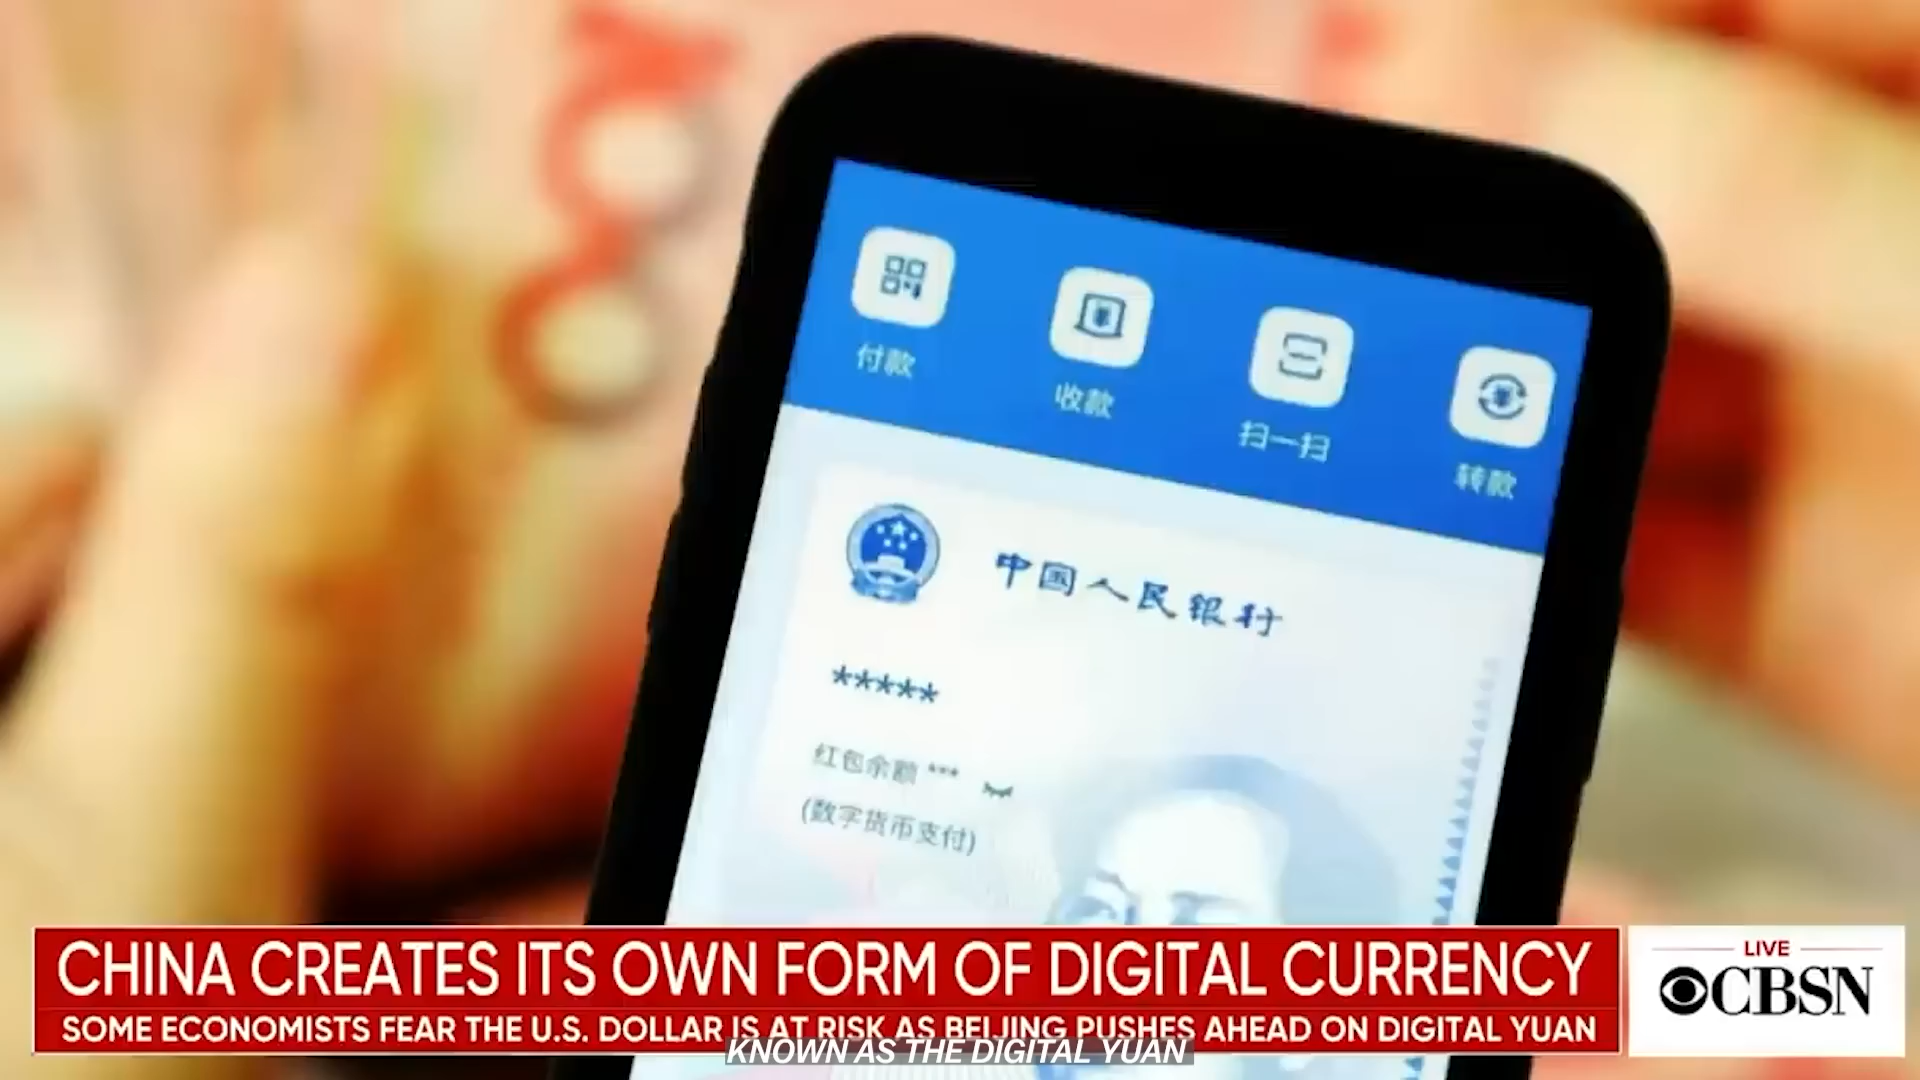 付款
收款
扫一扫
转款
中国人民银行
*****
红包余额 ***
(数字货币支付)
CHINA CREATES ITS OWN FORM OF DIGITAL CURRENCY
SOME ECONOMISTS FEAR THE U.S. DOLLAR IS AT RISK AS BEIJING PUSHES AHEAD ON DIGITAL YUAN
LIVE
CBSN
KNOWN AS THE DIGITAL YUAN